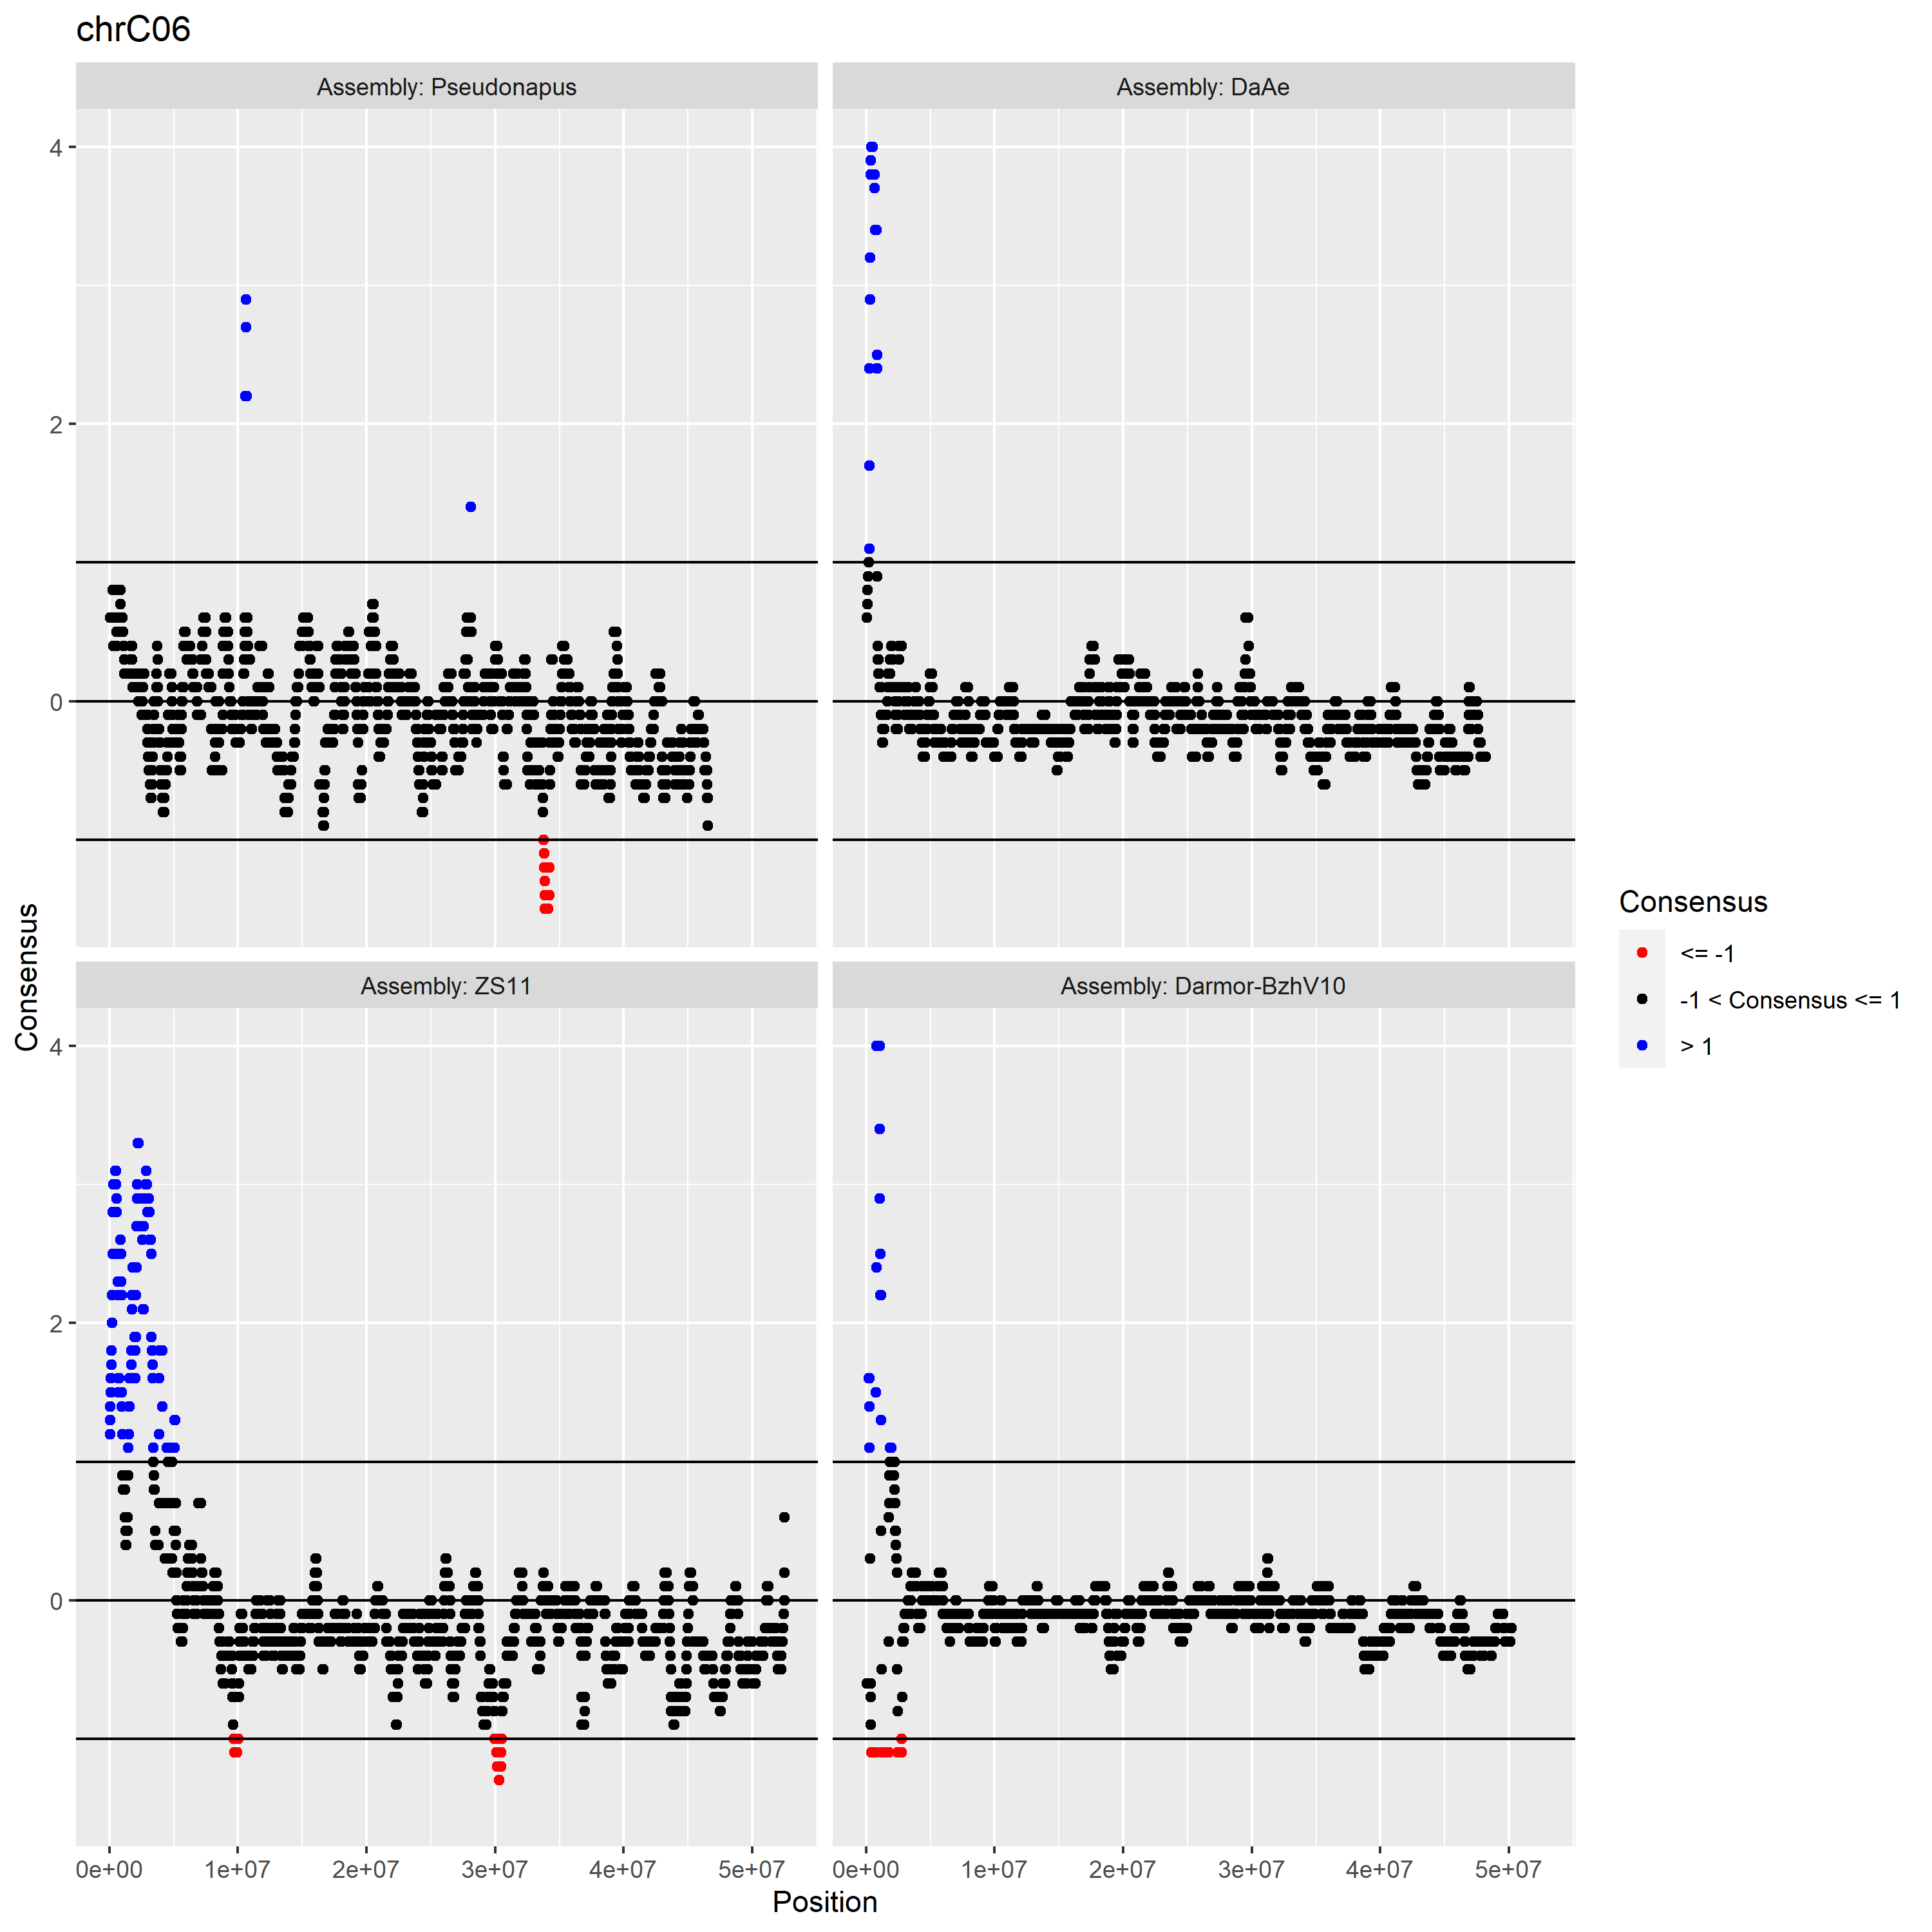 chrC06
Assembly: Pseudonapus
Assembly: DaAe
4
2
0
Assembly: ZS11
Assembly: Darmor-BzhV10
4
2
0
Consensus
0e+00 1e+07 2e+07 3e+07 4e+07 5e+07
0e+00 1e+07 2e+07 3e+07 4e+07 5e+07
Position
Consensus
<= -1
-1 < Consensus <= 1
> 1